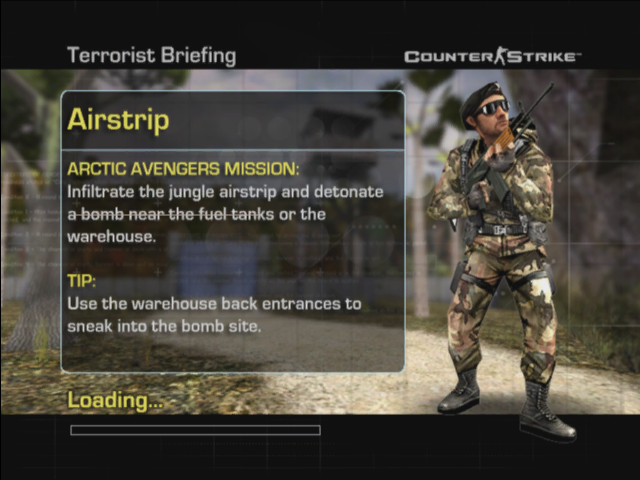 Terrorist Briefing
COUNTER STRIKE™
Airstrip
ARCTIC AVENGERS MISSION:
Infiltrate the jungle airstrip and detonate
a bomb near the fuel tanks or the
warehouse.
TIP:
Use the warehouse back entrances to
sneak into the bomb site.
Loading...